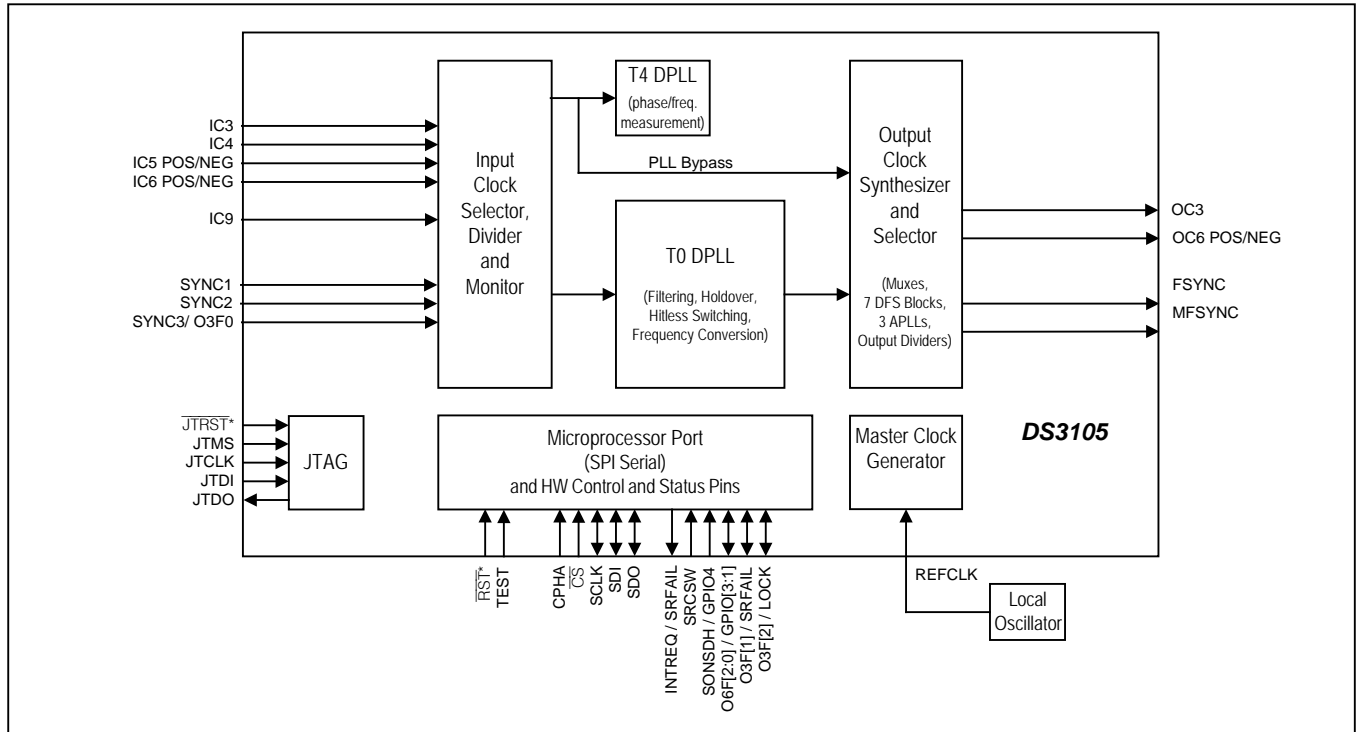 IC3
IC4
IC5 POS/NEG
IC6 POS/NEG
IC9
SYNC1
SYNC2
SYNC3/ O3F0
Input
Clock
Selector,
Divider
and
Monitor
T4 DPLL
(phase/freq.
measurement)
PLL Bypass
T0 DPLL
(Filtering, Holdover,
Hitless Switching,
Frequency Conversion)
Output
Clock
Synthesizer
and
Selector
(Muxes,
7 DFS Blocks,
3 APLLs,
Output Dividers)
OC3
OC6 POS/NEG
FSYNC
MFSYNC
JTRST*
JTMS
JTCLK
JTDI
JTDO
JTAG
Microprocessor Port
(SPI Serial)
and HW Control and Status Pins
Master Clock
Generator
DS3105
RST*
TEST
CPHA
CS
SCLK
SDI
SDO
INTREQ / SRFAIL
SRCSW
SONSDH / GPIO4
O6F[2:0] / GPIO[3:1]
O3F[1] / SRFAIL
O3F[2] / LOCK
REFCLK
Local
Oscillator